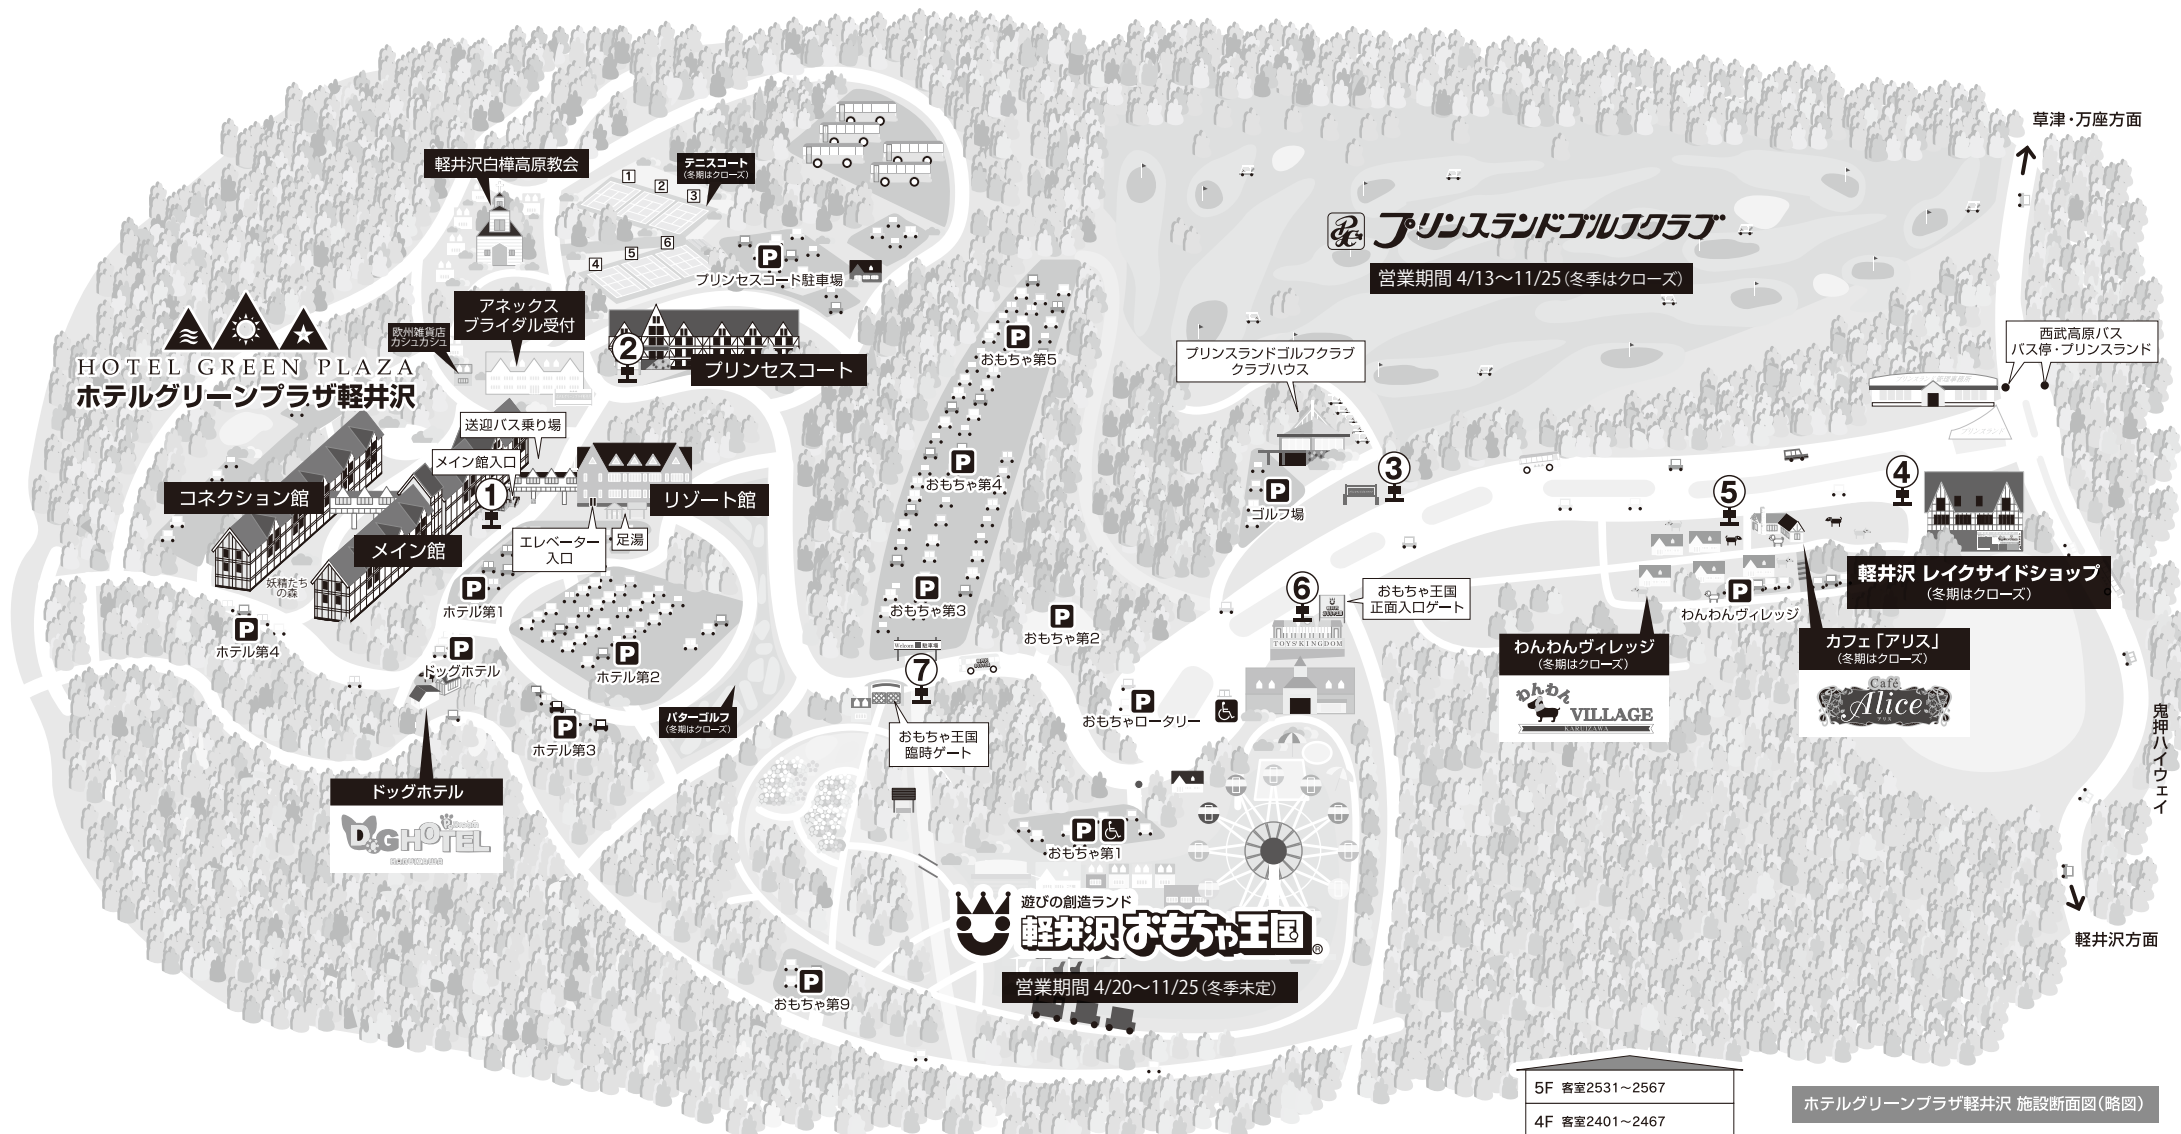 草津・万座方面
軽井沢白樺高原教会
テニスコート
(冬期はクローズ)
1
2
3
4
5
6
P
プリンセスコート駐車場
プリンスランドゴルフクラブ
営業期間 4/13～11/25(冬季はクローズ)
HOTEL GREEN PLAZA
ホテルグリーンプラザ軽井沢
アネックス
ブライダル受付
欧州雑貨店
カシュカシュ
②
プリンセスコート
P
おもちゃ第5
プリンスランドゴルフクラブ
クラブハウス
西武高原バス
バス停・プリンスランド
送迎バス乗り場
メイン館入口
①
コネクション館
メイン館
リゾート館
エレベーター
入口
足湯
妖精たち
の森
P
おもちゃ第4
P
ゴルフ場
③
④
⑤
軽井沢 レイクサイドショップ
(冬期はクローズ)
P
ホテル第1
P
ホテル第4
P
ドッグホテル
P
ホテル第2
P
ホテル第3
パターゴルフ
(冬期はクローズ)
P
おもちゃ第3
P
おもちゃ第2
Welcome 駐車場
⑦
おもちゃ王国
臨時ゲート
⑥
おもちゃ王国
正面入口ゲート
TOYS'KINGDOM
P
おもちゃロータリー
P
わんわんヴィレッジ
わんわんヴィレッジ
(冬期はクローズ)
わんわん
VILLAGE
KARUIZAWA
カフェ「アリス」
(冬期はクローズ)
Café
Alice
アリス
鬼押ハイウェイ
ドッグホテル
DOG HOTEL
KARUIZAWA
P
おもちゃ第1
遊びの創造ランド
軽井沢おもちゃ王国®
営業期間 4/20～11/25(冬季未定)
P
おもちゃ第9
軽井沢方面
5F 客室2531～2567
4F 客室2401～2467
ホテルグリーンプラザ軽井沢 施設断面図(略図)